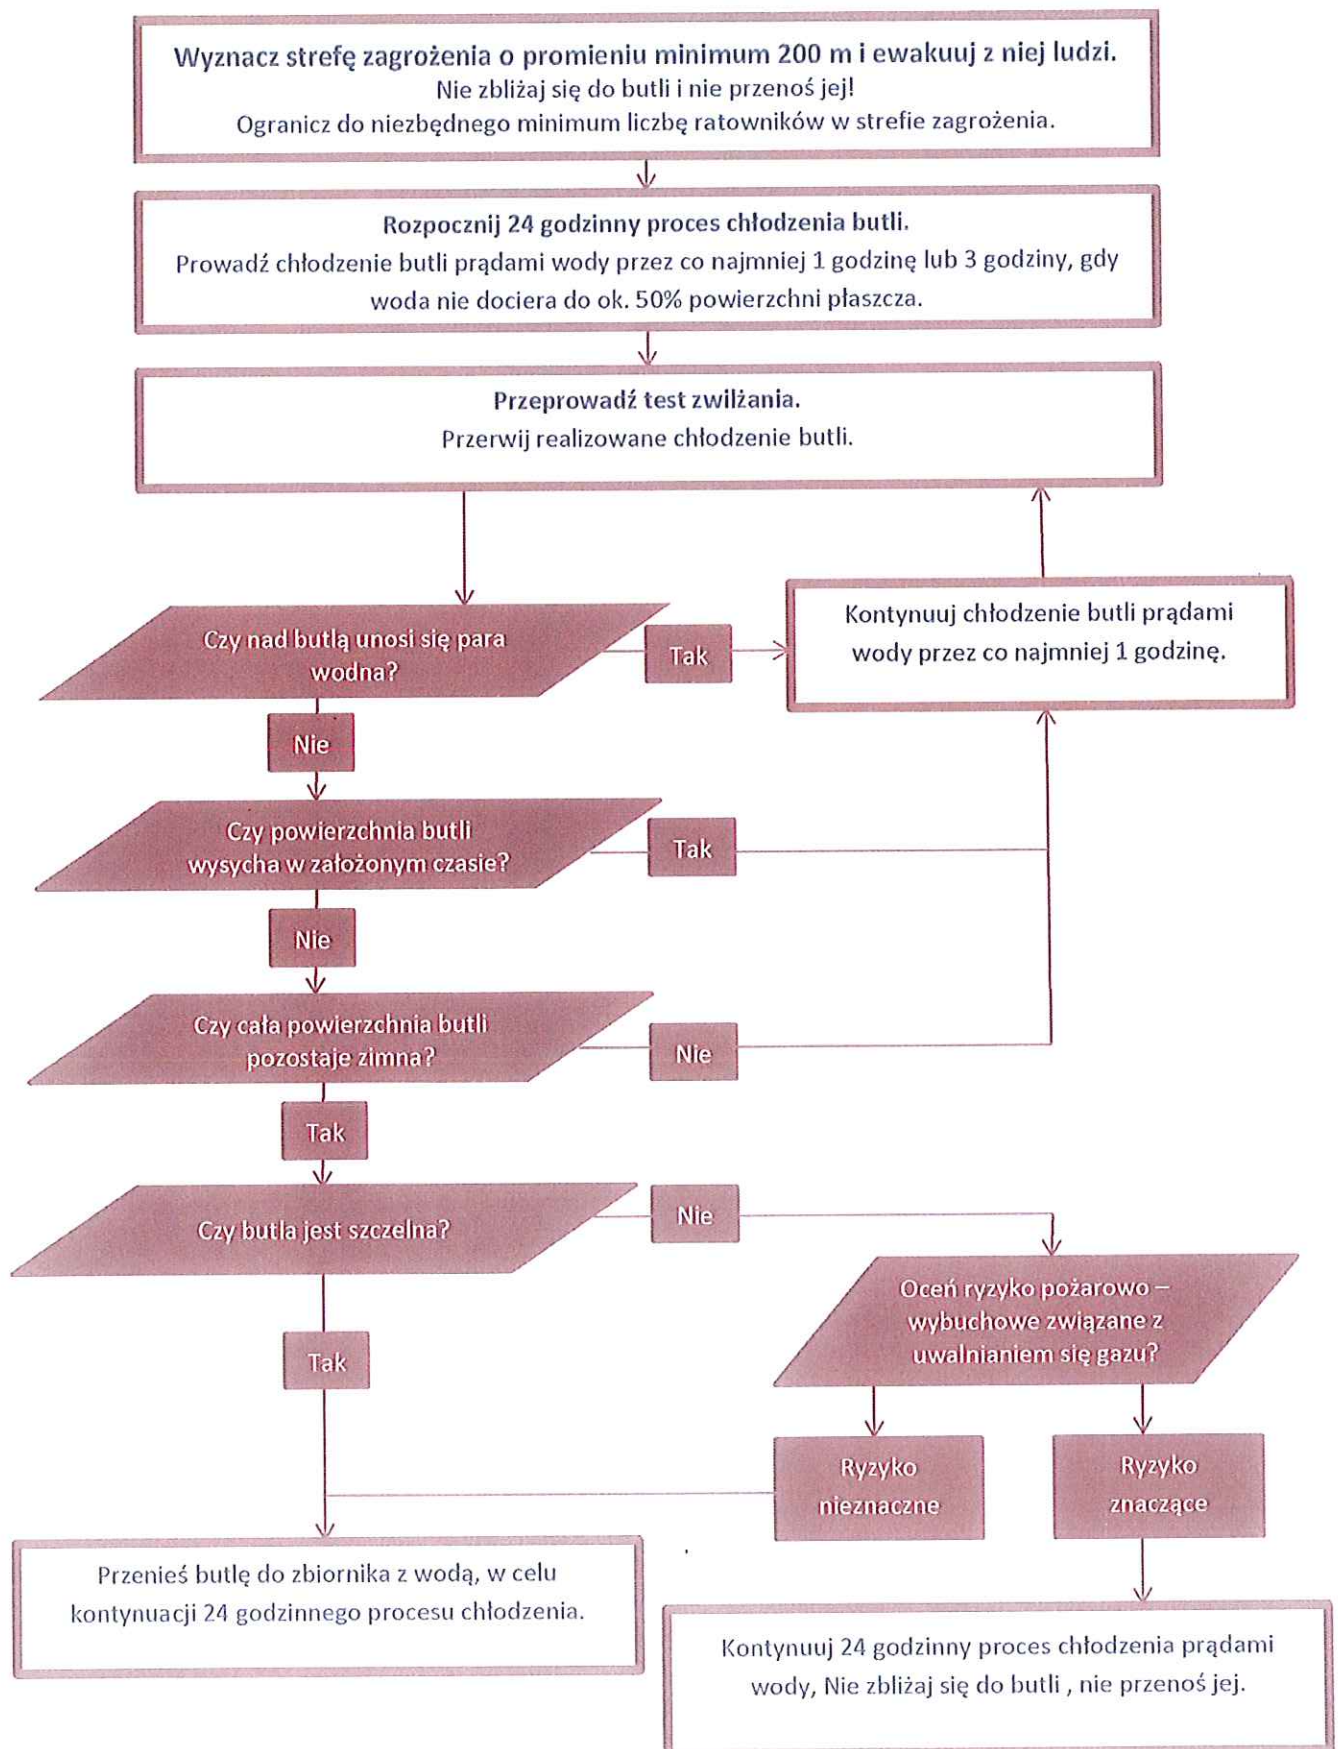 Wyznacz strefę zagrożenia o promieniu minimum 200 m i ewakuuj z niej ludzi.
Nie zbliżaj się do butli i nie przenoś jej!
Ogranicz do niezbędnego minimum liczbę ratowników w strefie zagrożenia.
Rozpocznij 24 godzinny proces chłodzenia butli.
Prowadź chłodzenie butli prądami wody przez co najmniej 1 godzinę lub 3 godziny, gdy
woda nie dociera do ok. 50% powierzchni płaszcza.
Przeprowadź test zwilżania.
Przerwij realizowane chłodzenie butli.
Czy nad butlą unosi się para
wodna?
Tak
Kontynuuj chłodzenie butli prądami
wody przez co najmniej 1 godzinę.
Nie
Czy powierzchnia butli
wysycha w założonym czasie?
Tak
Nie
Czy cała powierzchnia butli
pozostaje zimna?
Nie
Tak
Czy butla jest szczelna?
Nie
Oceń ryzyko pożarowo –
wybuchowe związane z
uwalnianiem się gazu?
Tak
Ryzyko
nieznaczne
Ryzyko
znaczące
Przenieś butlę do zbiornika z wodą, w celu
kontynuacji 24 godzinnego procesu chłodzenia.
Kontynuuj 24 godzinny proces chłodzenia prądami
wody, Nie zbliżaj się do butli , nie przenoś jej.